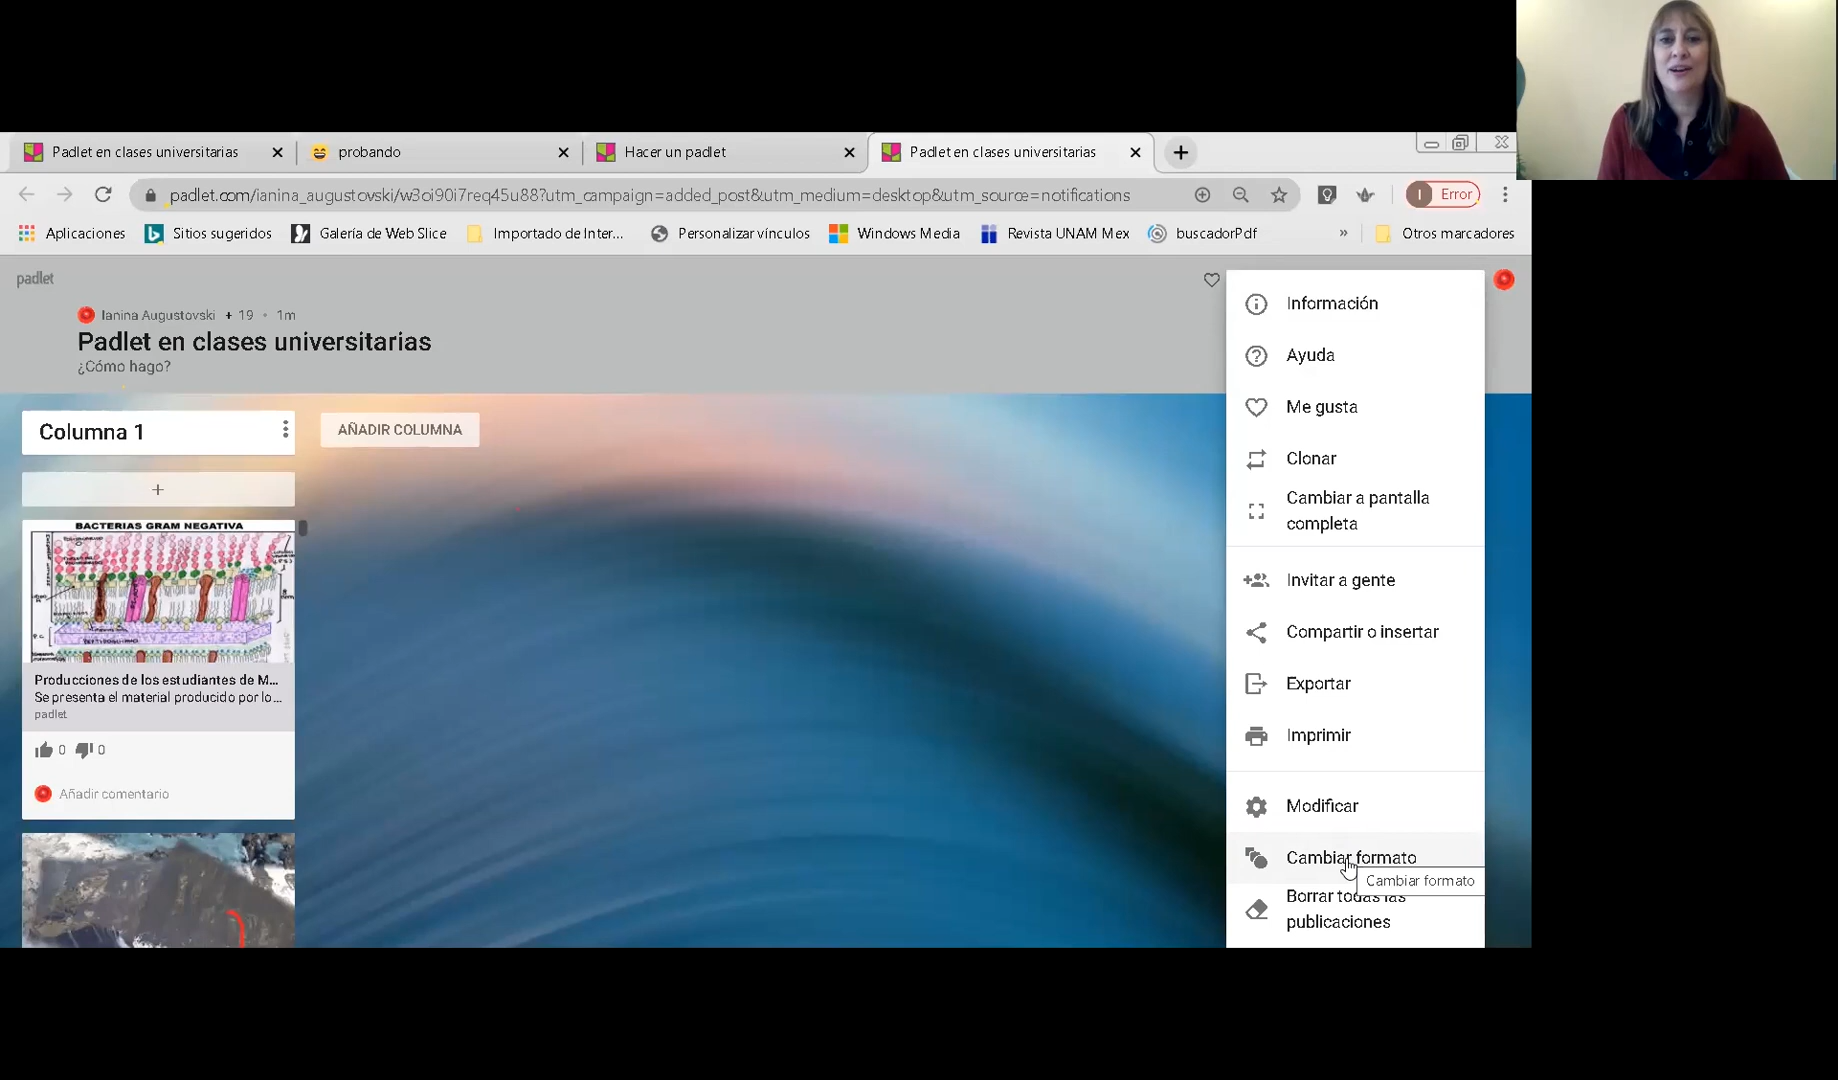 Padlet en clases universitarias
probando
Hacer un padlet
Padlet en clases universitarias
padlet.com/ianina_augustovski/w3oi90i7req45u88?utm_campaign=added_post&utm_medium=desktop&utm_source=notifications
I Error
Aplicaciones
Sitios sugeridos
Galería de Web Slice
Importado de Inter...
Personalizar vínculos
Windows Media
Revista UNAM Mex
buscadorPdf
»
Otros marcadores
padlet
Ianina Augustovski + 19 • 1m
Padlet en clases universitarias
¿Cómo hago?
Columna 1
AÑADIR COLUMNA
+
BACTERIAS GRAM NEGATIVA
Producciones de los estudiantes de M...
Se presenta el material producido por lo...
padlet
0 0
Añadir comentario
Información
Ayuda
Me gusta
Clonar
Cambiar a pantalla
completa
Invitar a gente
Compartir o insertar
Exportar
Imprimir
Modificar
Cambiar formato
Cambiar formato
Borrar todas las
publicaciones